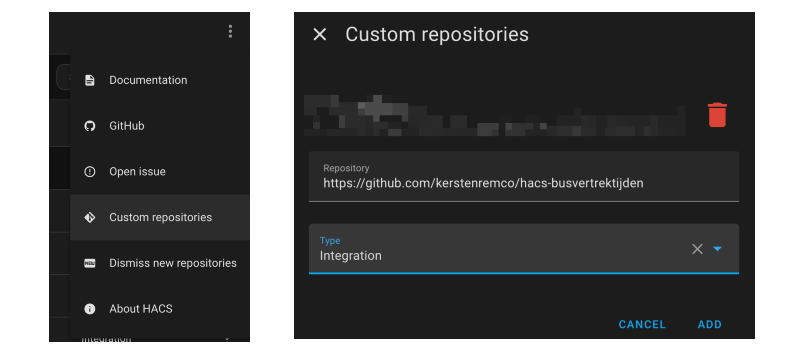 Documentation
GitHub
Open issue
Custom repositories
NEW
Dismiss new repositories
About HACS
Integration
Custom repositories
Repository
https://github.com/kerstenremco/hacs-busvertrektijden
Type
Integration
CANCEL
ADD